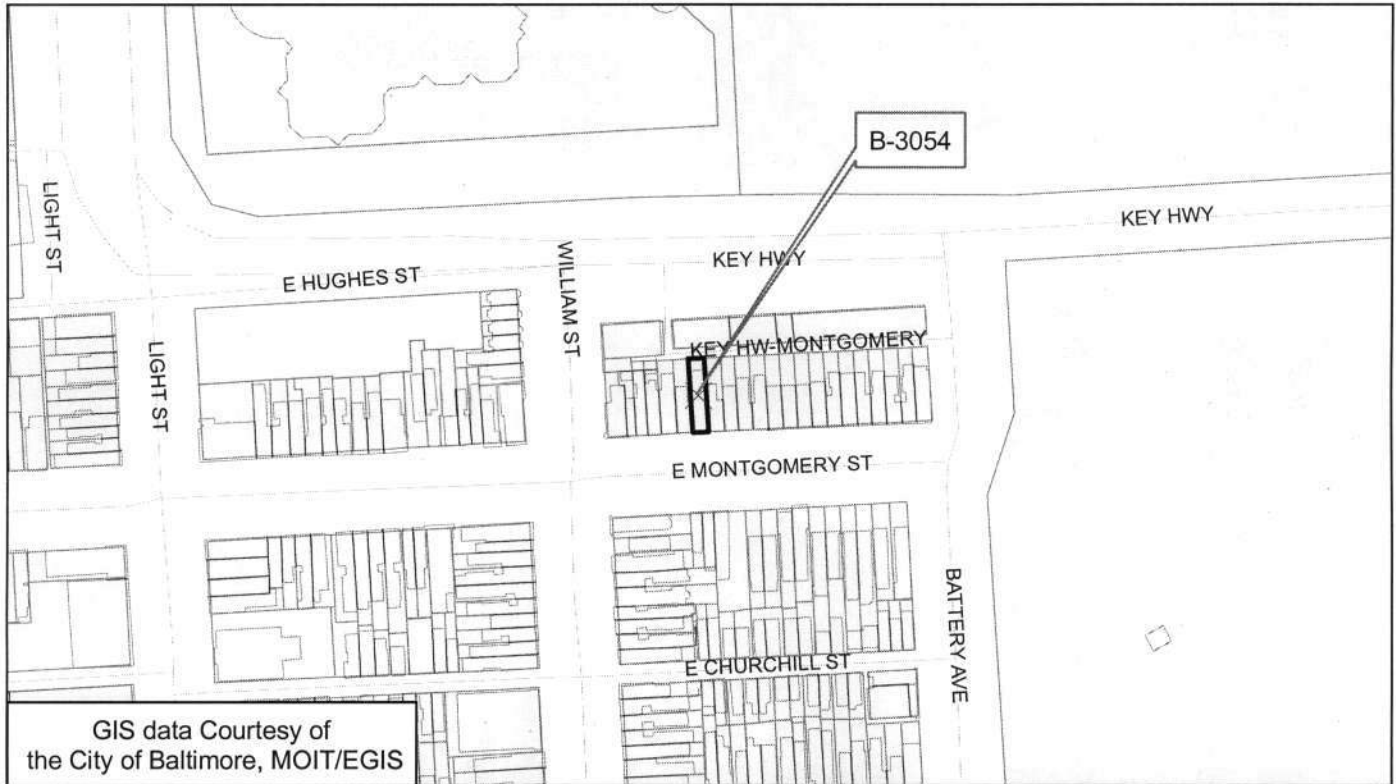 B-3054
LIGHT ST
KEY HWY
KEY HWY
WILLIAM ST
E HUGHES ST
LIGHT ST
KEY HW-MONTGOMERY
E MONTGOMERY ST
BATTERY AVE
E CHURCHILL ST
GIS data Courtesy of
the City of Baltimore, MOIT/EGIS